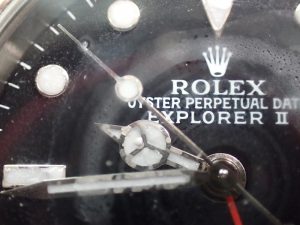 ROLEX
OYSTER PERPETUAL DAT
EXPLORER II